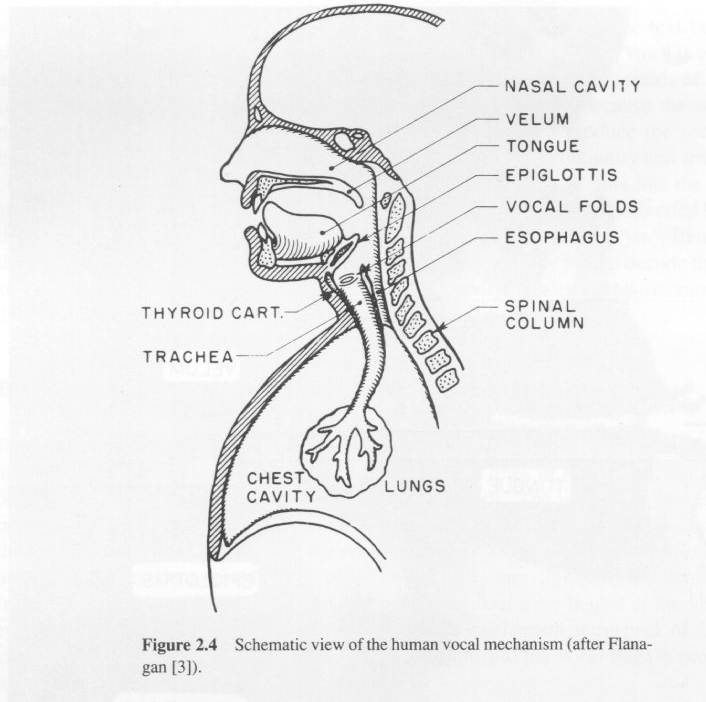 NASAL CAVITY
VELUM
TONGUE
EPIGLOTTIS
VOCAL FOLDS
ESOPHAGUS
THYROID CART.
SPINAL
COLUMN
TRACHEA
CHEST
CAVITY
LUNGS
Figure 2.4 Schematic view of the human vocal mechanism (after Flana-
gan [3]).